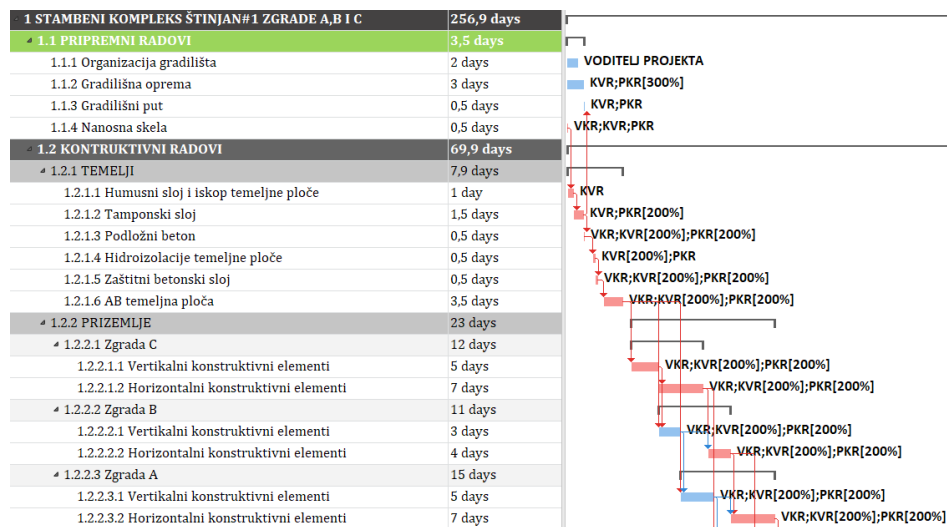 1 STAMBENI KOMPLEKS ŠTINJAN#1 ZGRADE A,B I C 256,9 days
1.1 PRIPREMNI RADOVI 3,5 days
1.1.1 Organizacija gradilišta 2 days VODITELJ PROJEKTA
1.1.2 Gradilišna oprema 3 days KVR;PKR[300%]
1.1.3 Gradilišni put 0,5 days KVR;PKR
1.1.4 Nanosna skela 0,5 days VKR;KVR;PKR
1.2 KONTRUKTIVNI RADOVI 69,9 days
1.2.1 TEMELJI 7,9 days
1.2.1.1 Humusni sloj i iskop temeljne ploče 1 day KVR
1.2.1.2 Tamponski sloj 1,5 days KVR;PKR[200%]
1.2.1.3 Podložni beton 0,5 days VKR;KVR[200%];PKR[200%]
1.2.1.4 Hidroizolacije temeljne ploče 0,5 days KVR[200%];PKR
1.2.1.5 Zaštitni betonski sloj 0,5 days VKR;KVR[200%];PKR[200%]
1.2.1.6 AB temeljna ploča 3,5 days VKR;KVR[200%];PKR[200%]
1.2.2 PRIZEMLJE 23 days
1.2.2.1 Zgrada C 12 days
1.2.2.1.1 Vertikalni konstruktivni elementi 5 days VKR;KVR[200%];PKR[200%]
1.2.2.1.2 Horizontalni konstruktivni elementi 7 days VKR;KVR[200%];PKR[200%]
1.2.2.2 Zgrada B 11 days
1.2.2.2.1 Vertikalni konstruktivni elementi 3 days VKR;KVR[200%];PKR[200%]
1.2.2.2.2 Horizontalni konstruktivni elementi 4 days VKR;KVR[200%];PKR[200%]
1.2.2.3 Zgrada A 15 days
1.2.2.3.1 Vertikalni konstruktivni elementi 5 days VKR;KVR[200%];PKR[200%]
1.2.2.3.2 Horizontalni konstruktivni elementi 7 days VKR;KVR[200%];PKR[200%]